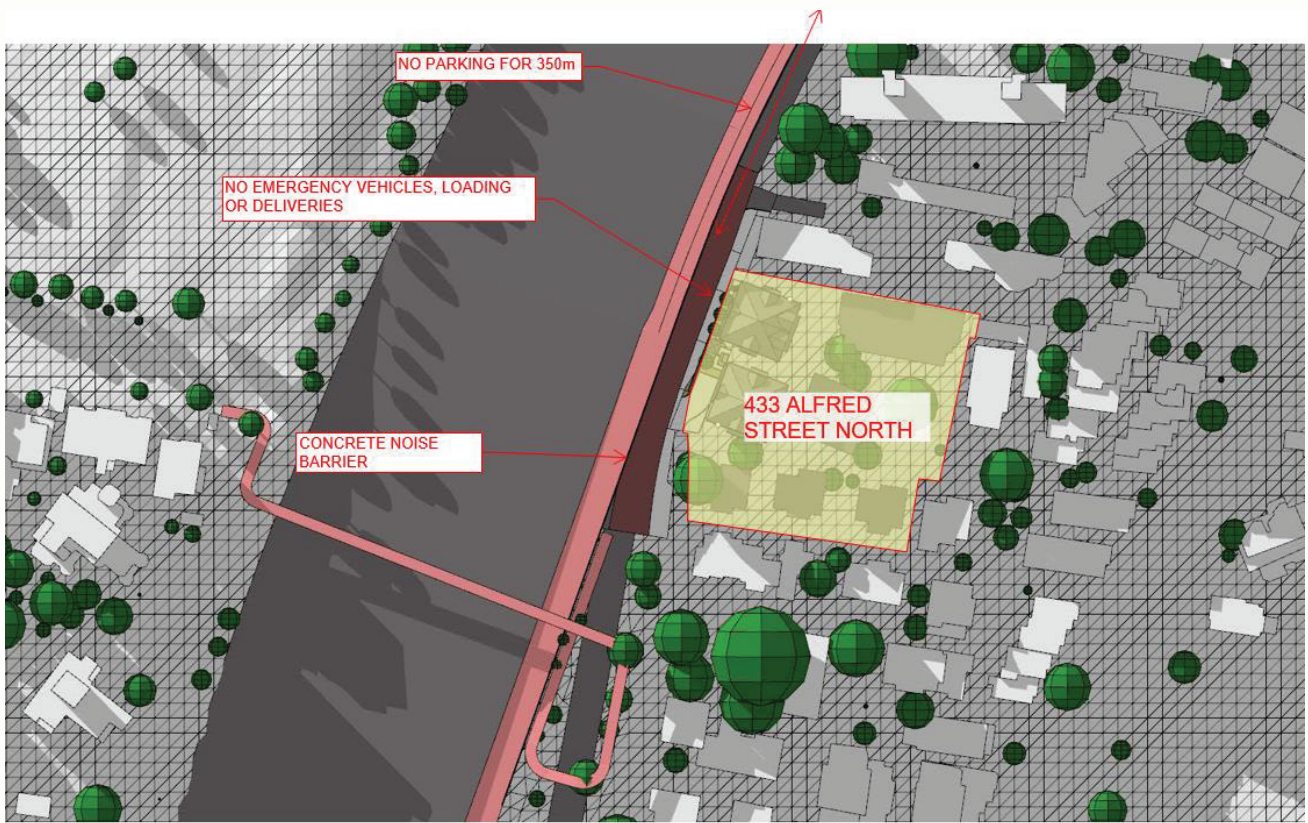 NO PARKING FOR 350m
NO EMERGENCY VEHICLES, LOADING
OR DELIVERIES
433 ALFRED
STREET NORTH
CONCRETE NOISE
BARRIER